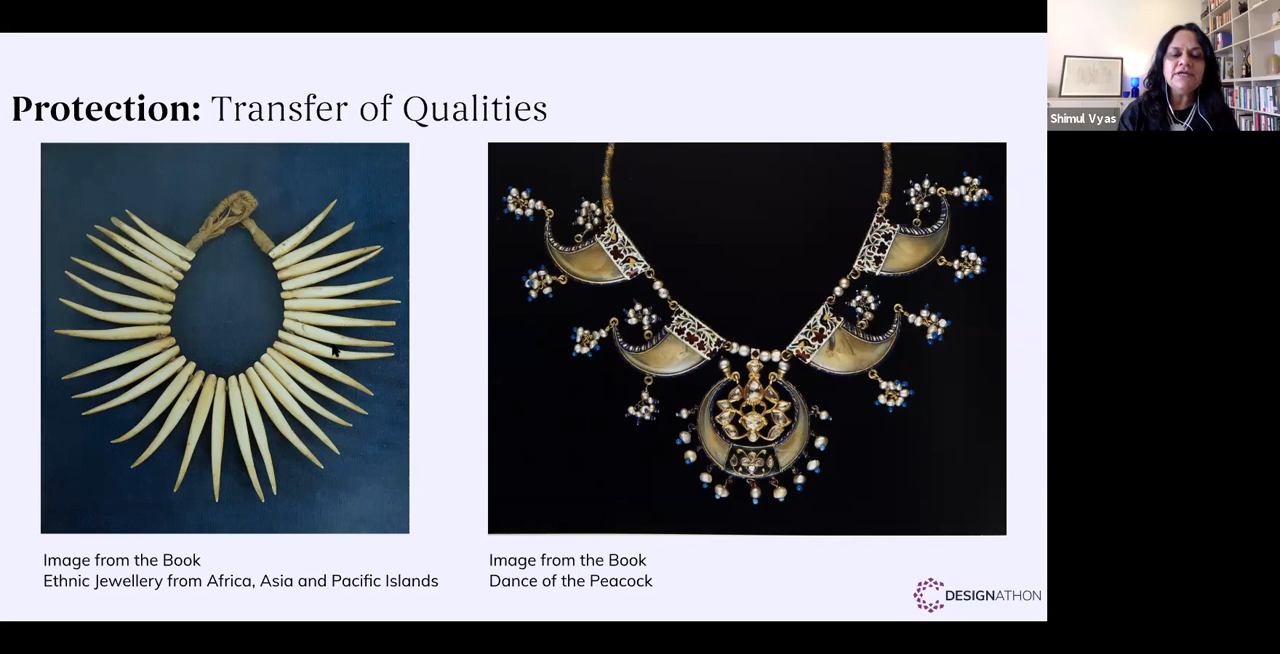 Protection: Transfer of Qualities
Shimul Vyas
Image from the Book
Ethnic Jewellery from Africa, Asia and Pacific Islands
Image from the Book
Dance of the Peacock
DESIGNATHON